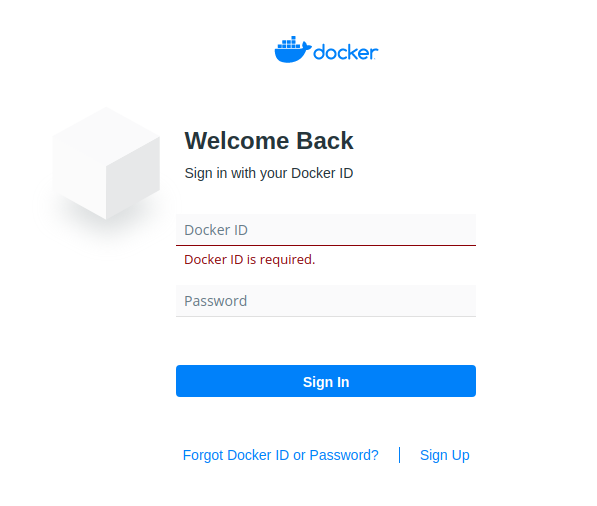 docker
Welcome Back
Sign in with your Docker ID
Docker ID
Docker ID is required.
Password
Sign In
Forgot Docker ID or Password? | Sign Up